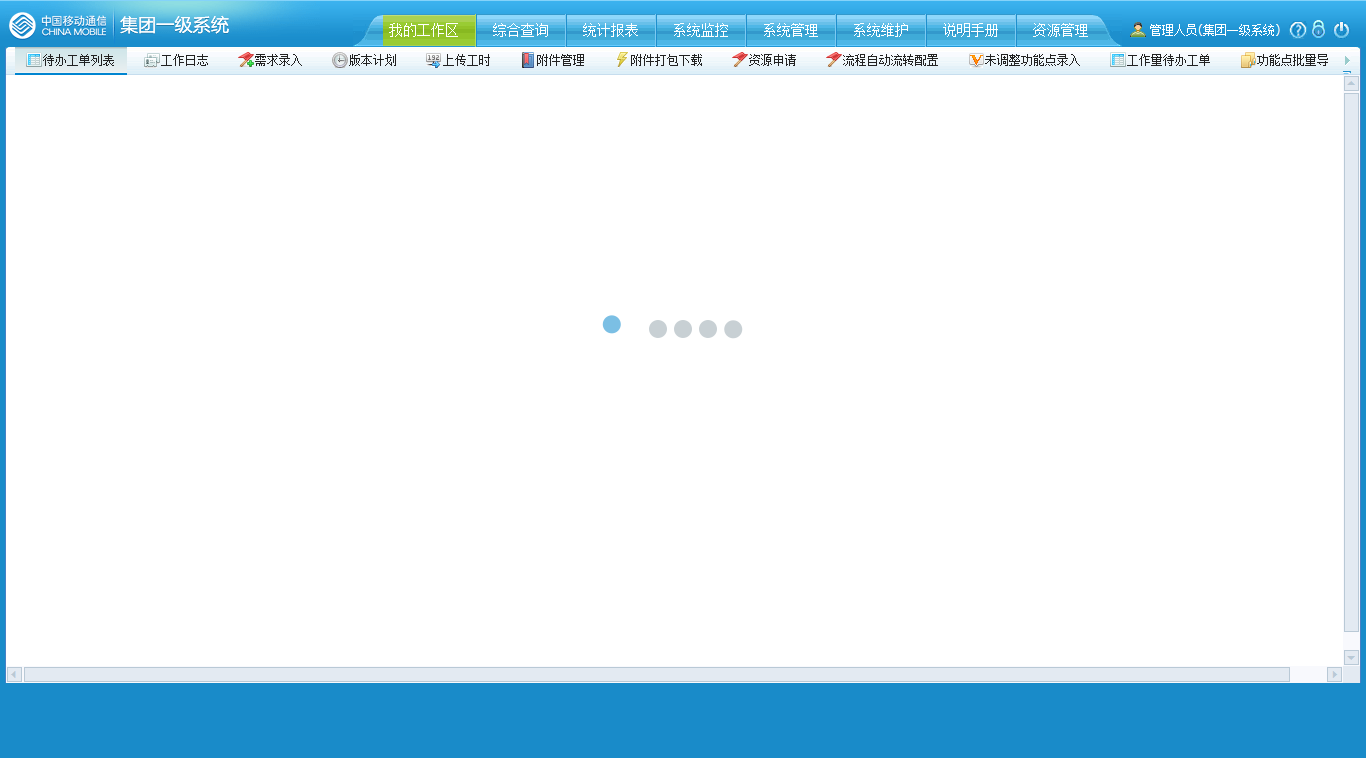 中国移动通信
CHINA MOBILE
集团一级系统
我的工作区 综合查询 统计报表 系统监控 系统管理 系统维护 说明手册 资源管理
管理人员(集团一级系统)
待办工单列表 工作日志 需求录入 版本计划 上传工时 附件管理 附件打包下载 资源申请 流程自动流转配置 未调整功能点录入 工作量待办工单 功能点批量导